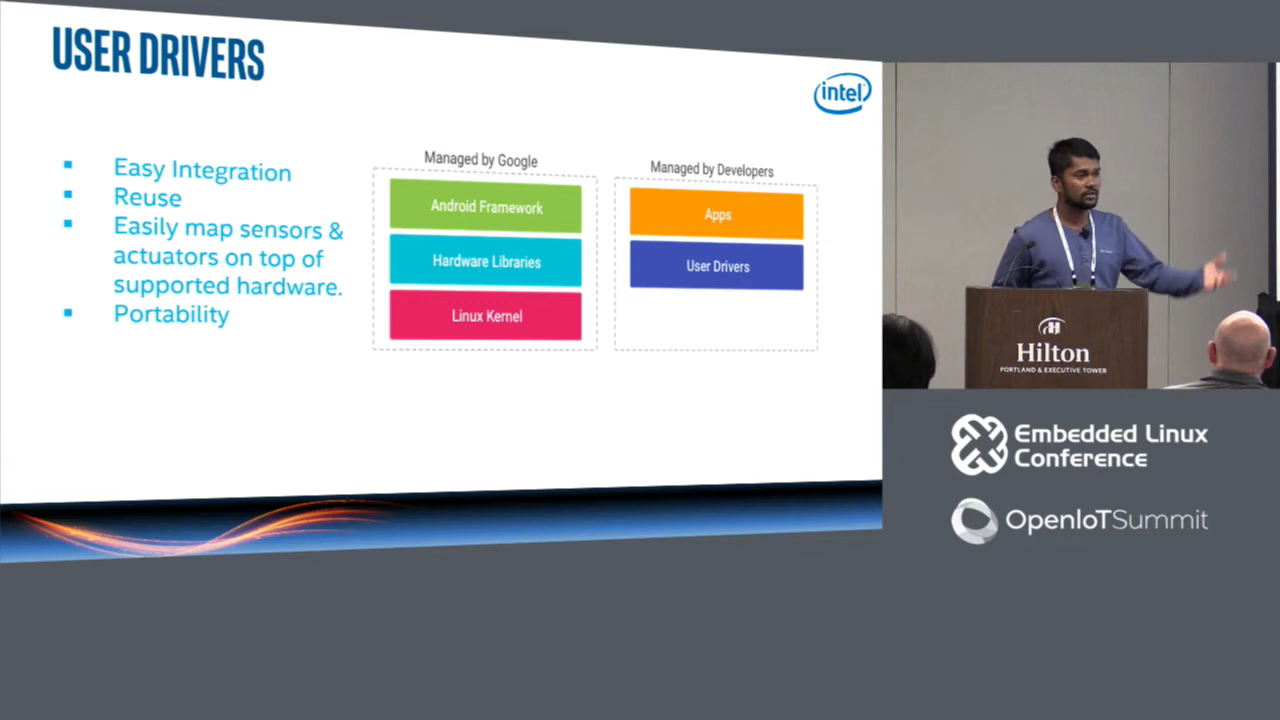 USER DRIVERS
intel
Easy Integration
Reuse
Easily map sensors &
actuators on top of
supported hardware.
Portability
Managed by Google
Android Framework
Hardware Libraries
Linux Kernel
Managed by Developers
Apps
User Drivers
H
Hilton
PORTLAND & EXECUTIVE TOWER
Embedded Linux
Conference
OpenIoTSummit